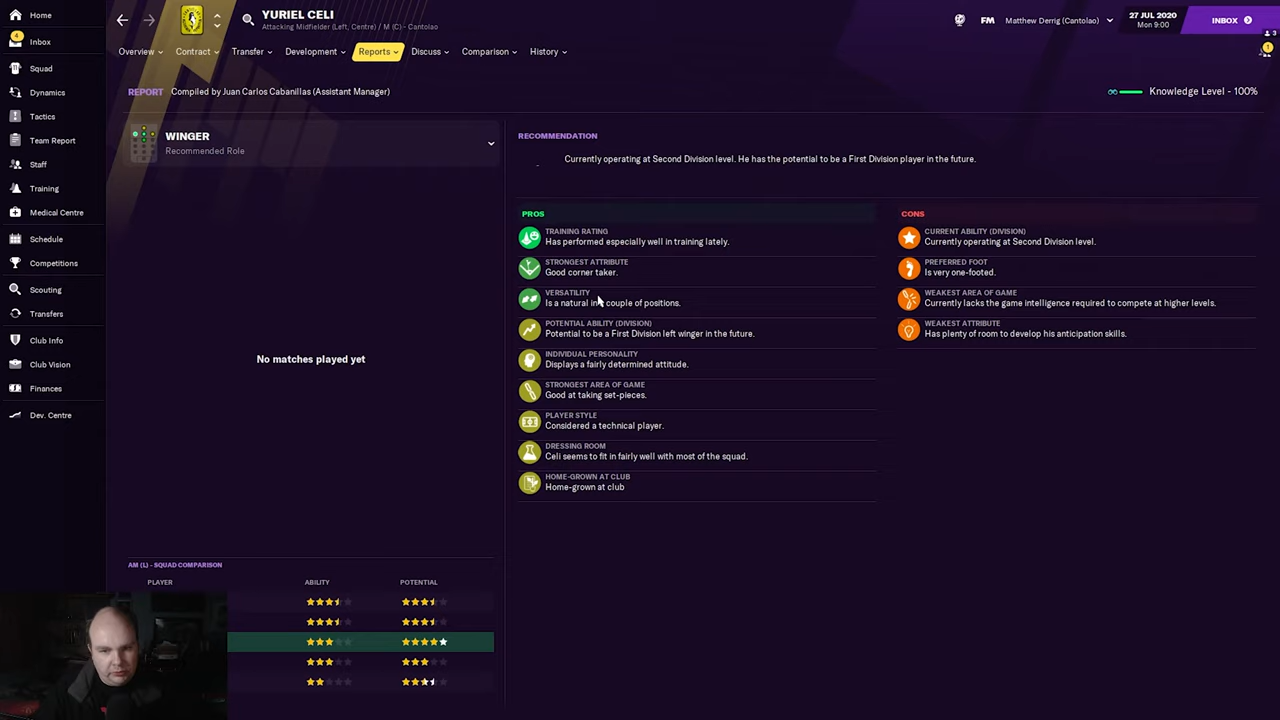 Home
4
Inbox
Squad
Dynamics
Tactics
Team Report
Staff
Training
Medical Centre
Schedule
Competitions
Scouting
Transfers
Club Info
Club Vision
Finances
Dev. Centre
YURIEL CELI
Attacking Midfielder (Left, Centre) / M (C) - Cantolao
FM
Matthew Derrig (Cantolao)
27 JUL 2020
Mon 9:00
INBOX
3
Overview
Contract
Transfer
Development
Reports
Discuss
Comparison
History
REPORT Compiled by Juan Carlos Cabanillas (Assistant Manager)
Knowledge Level - 100%
WINGER
Recommended Role
No matches played yet
AM (L) - SQUAD COMPARISON
PLAYER ABILITY POTENTIAL
RECOMMENDATION
- Currently operating at Second Division level. He has the potential to be a First Division player in the future.
PROS
TRAINING RATING
Has performed especially well in training lately.
STRONGEST ATTRIBUTE
Good corner taker.
VERSATILITY
Is a natural in couple of positions.
POTENTIAL ABILITY (DIVISION)
Potential to be a First Division left winger in the future.
INDIVIDUAL PERSONALITY
Displays a fairly determined attitude.
STRONGEST AREA OF GAME
Good at taking set-pieces.
PLAYER STYLE
Considered a technical player.
DRESSING ROOM
Celi seems to fit in fairly well with most of the squad.
HOME-GROWN AT CLUB
Home-grown at club
CONS
CURRENT ABILITY (DIVISION)
Currently operating at Second Division level.
PREFERRED FOOT
Is very one-footed.
WEAKEST AREA OF GAME
Currently lacks the game intelligence required to compete at higher levels.
WEAKEST ATTRIBUTE
Has plenty of room to develop his anticipation skills.